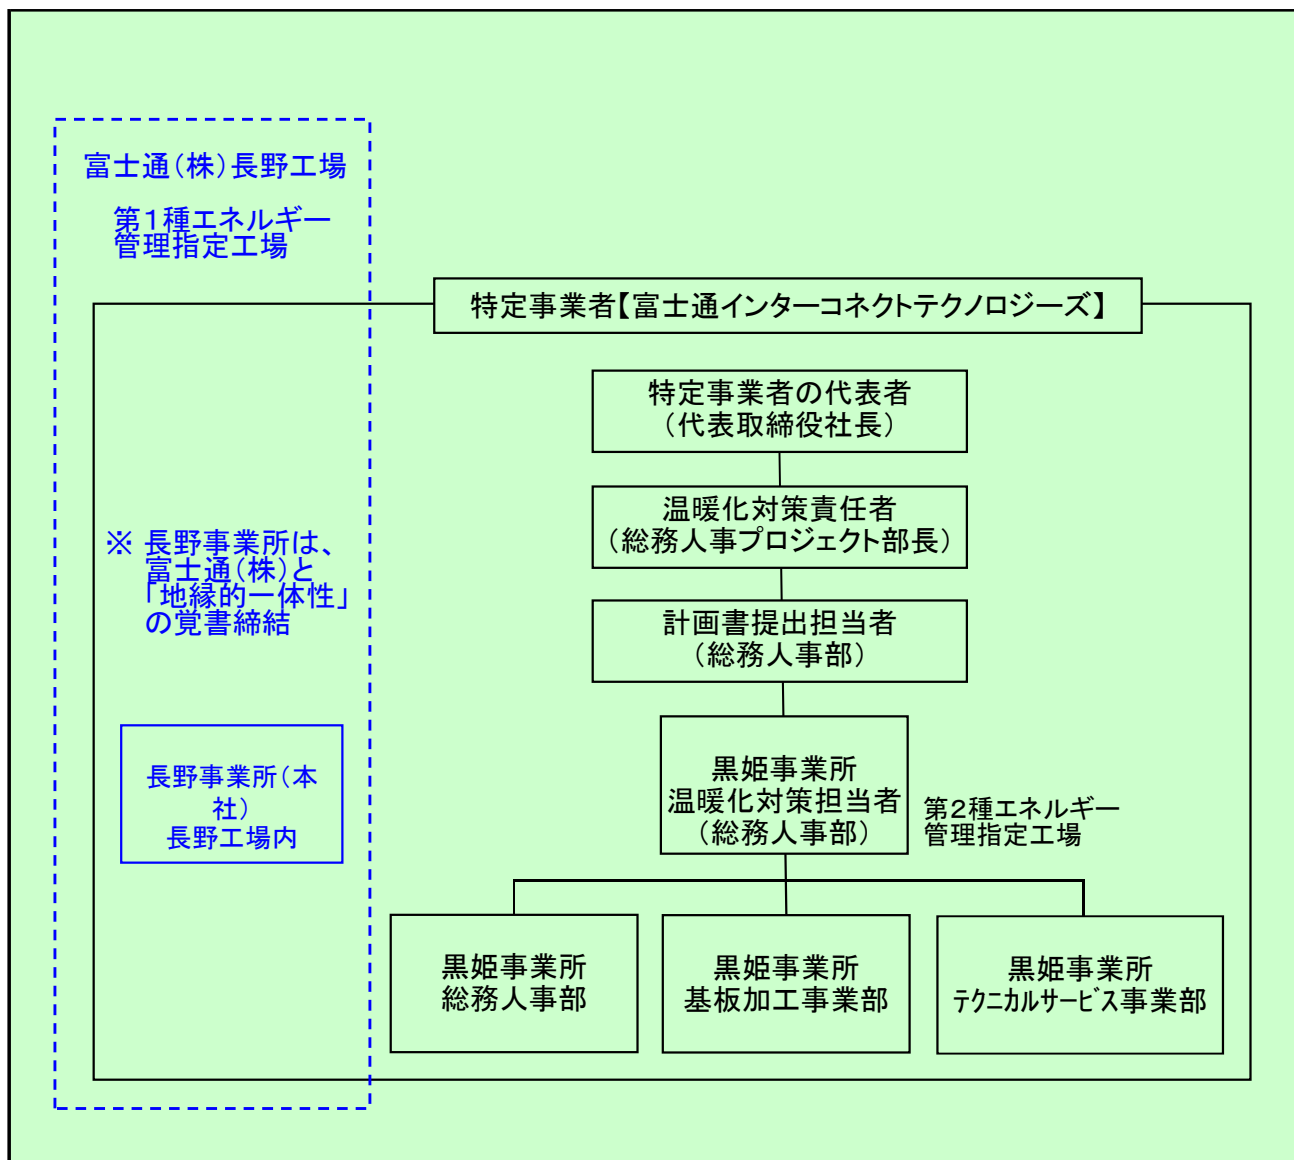 富士通（株）長野工場
第１種エネルギー
管理指定工場
特定事業者【富士通インターコネクトテクノロジーズ】
特定事業者の代表者
（代表取締役社長）
温暖化対策責任者
（総務人事プロジェクト部長）
※ 長野事業所は、
富士通（株）と
「地縁的一体性」
の覚書締結
計画書提出担当者
（総務人事部）
長野事業所（本
社）
長野工場内
黒姫事業所
温暖化対策担当者
（総務人事部）
第２種エネルギー
管理指定工場
黒姫事業所
総務人事部
黒姫事業所
基板加工事業部
黒姫事業所
ﾃｸﾆｶﾙｻｰﾋﾞｽ事業部